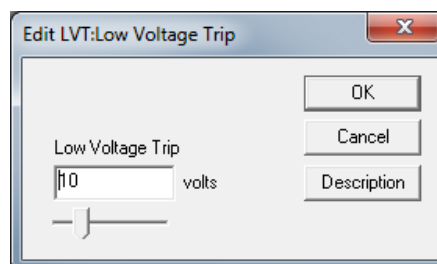 Edit LVT:Low Voltage Trip
OK
Cancel
Low Voltage Trip
10 volts
Description